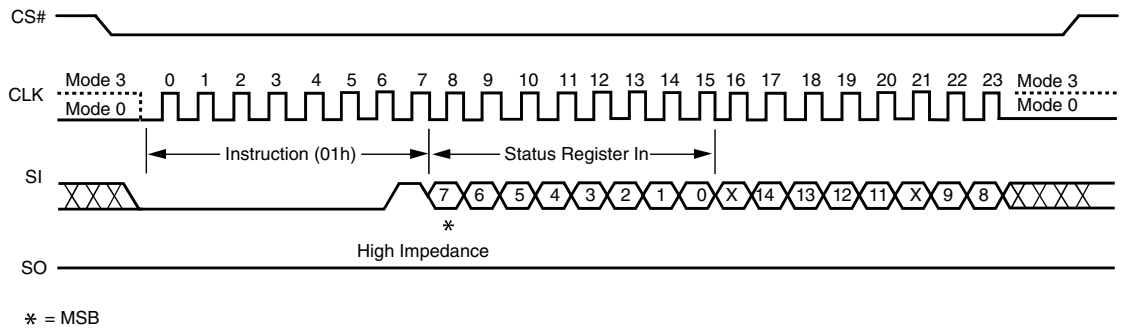 CS#
Mode 3 0 1 2 3 4 5 6 7 8 9 10 11 12 13 14 15 16 17 18 19 20 21 22 23 Mode 3
CLK Mode 0 Mode 0
Instruction (01h) Status Register In
SI
7 6 5 4 3 2 1 0 X 14 13 12 11 X 9 8
*
High Impedance
SO
* = MSB